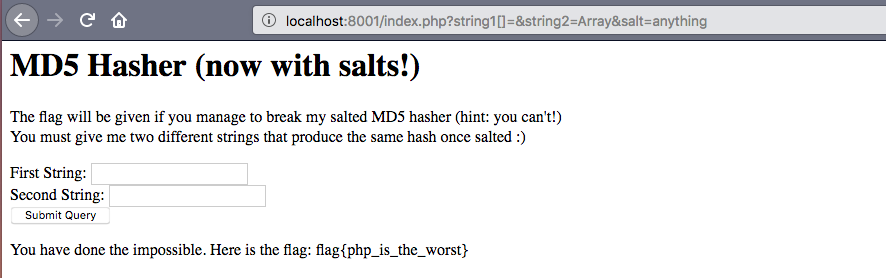 localhost:8001/index.php?string1[]=&string2=Array&salt=anything
MD5 Hasher (now with salts!)
The flag will be given if you manage to break my salted MD5 hasher (hint: you can't!)
You must give me two different strings that produce the same hash once salted :)
First String:
Second String:
Submit Query
You have done the impossible. Here is the flag: flag{php_is_the_worst}